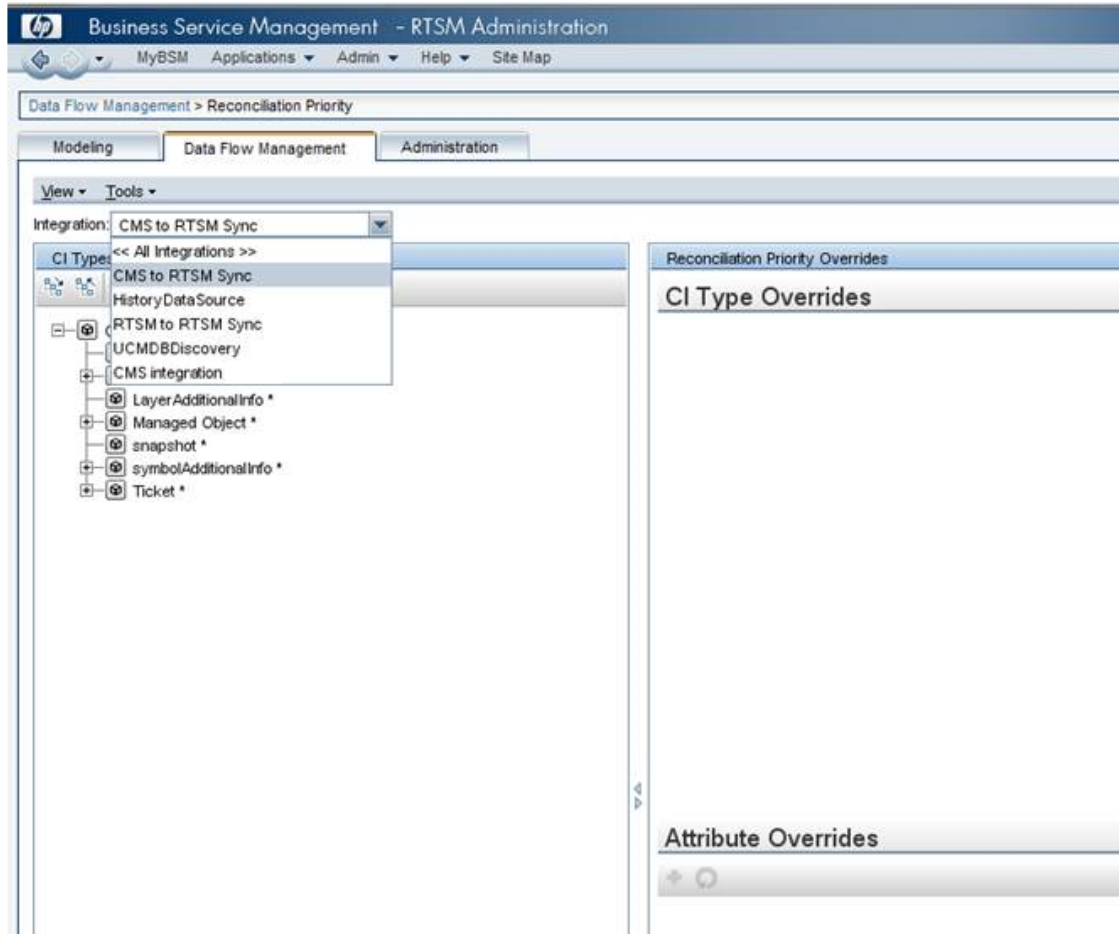 hp Business Service Management - RTSM Administration
MyBSM Applications Admin Help Site Map
Data Flow Management > Reconciliation Priority
Modeling Data Flow Management Administration
View Tools
Integration: CMS to RTSM Sync
CI Types
<< All Integrations >>
CMS to RTSM Sync
HistoryDataSource
RTSM to RTSM Sync
UCMDBDiscovery
CMS integration
LayerAdditionalInfo *
Managed Object *
snapshot *
symbolAdditionalInfo *
Ticket *
Reconciliation Priority Overrides
CI Type Overrides
Attribute Overrides